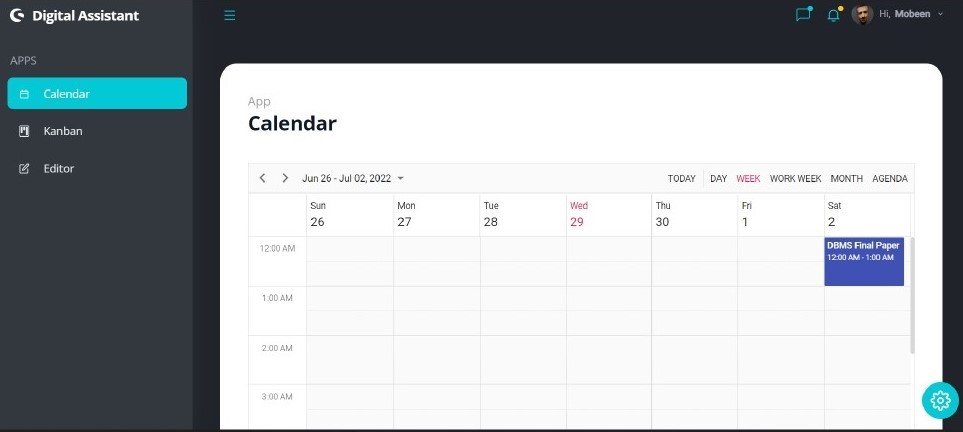 Digital Assistant
Hi, Mobeen
APPS
Calendar
Kanban
Editor
App
Calendar
Jun 26 - Jul 02, 2022
TODAY DAY WEEK WORK WEEK MONTH AGENDA
Sun Mon Tue Wed Thu Fri Sat
26 27 28 29 30 1 2
12:00 AM
DBMS Final Paper
12:00 AM - 1:00 AM
1:00 AM
2:00 AM
3:00 AM